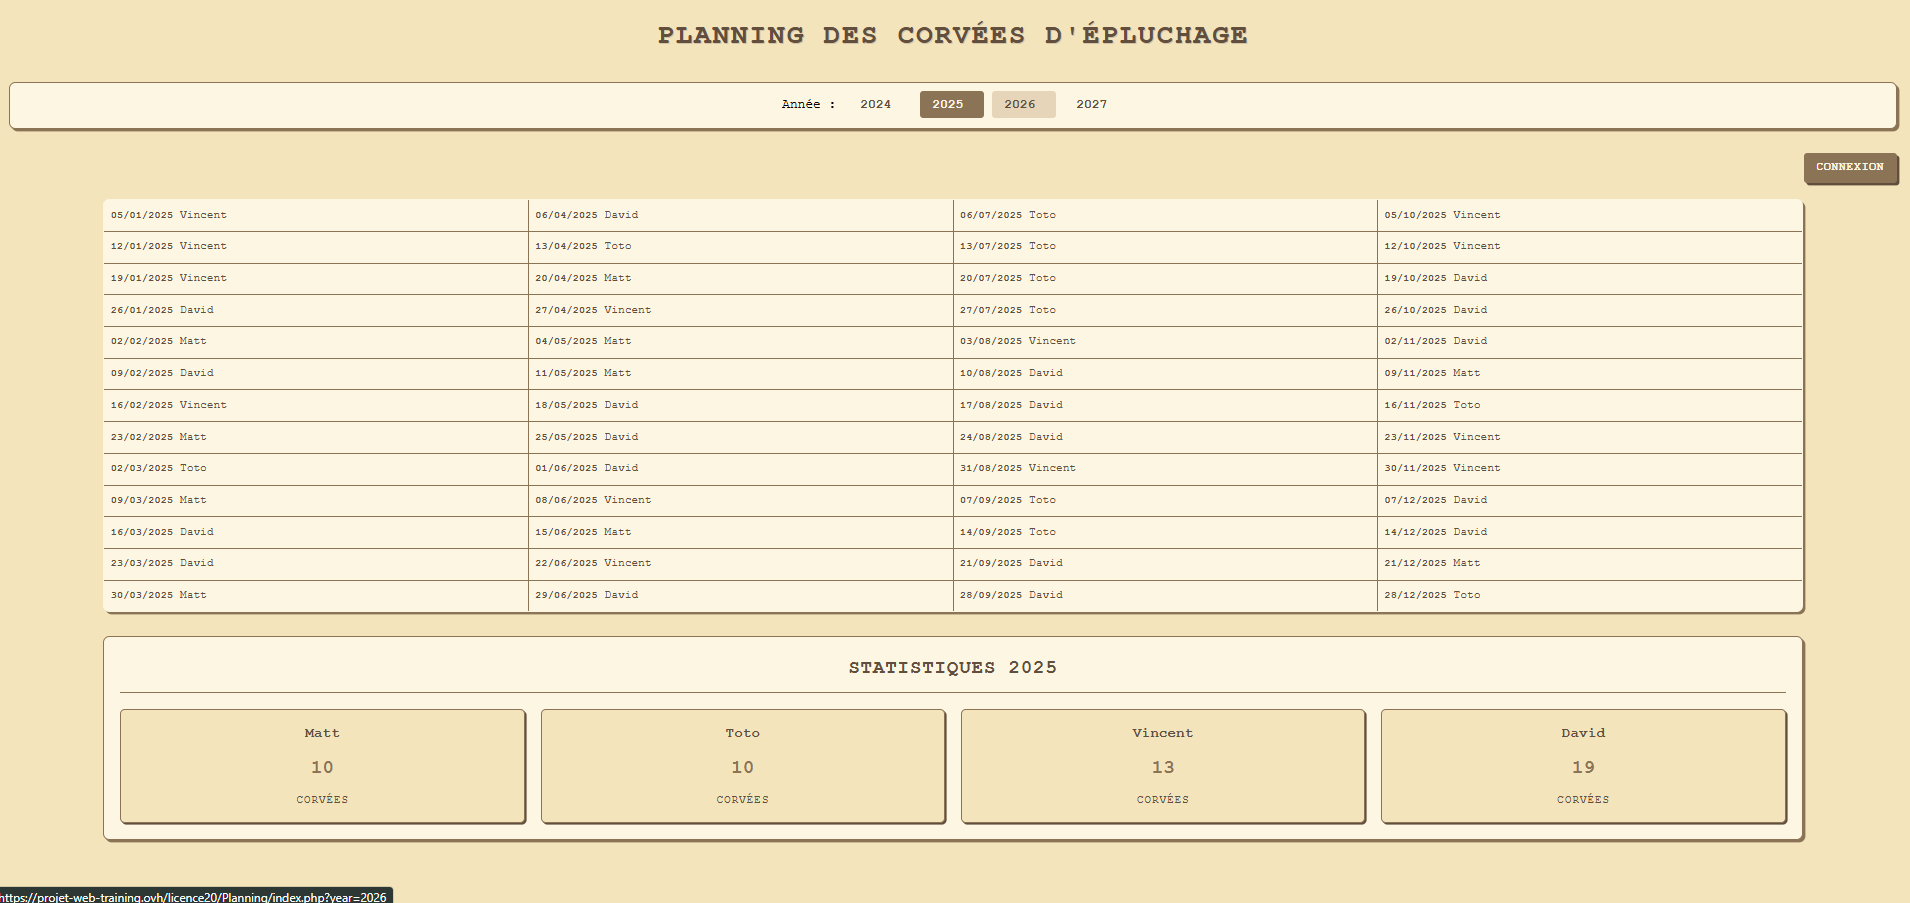 PLANNING DES CORVÉES D'ÉPLUCHAGE
Année : 2024 2025 2026 2027
CONNEXION
05/01/2025 Vincent 06/04/2025 David 06/07/2025 Toto 05/10/2025 Vincent
12/01/2025 Vincent 13/04/2025 Toto 13/07/2025 Toto 12/10/2025 Vincent
19/01/2025 Vincent 20/04/2025 Matt 20/07/2025 Toto 19/10/2025 David
26/01/2025 David 27/04/2025 Vincent 27/07/2025 Toto 26/10/2025 David
02/02/2025 Matt 04/05/2025 Matt 03/08/2025 Vincent 02/11/2025 David
09/02/2025 David 11/05/2025 Matt 10/08/2025 David 09/11/2025 Matt
16/02/2025 Vincent 18/05/2025 David 17/08/2025 David 16/11/2025 Toto
23/02/2025 Matt 25/05/2025 David 24/08/2025 David 23/11/2025 Vincent
02/03/2025 Toto 01/06/2025 David 31/08/2025 Vincent 30/11/2025 Vincent
09/03/2025 Matt 08/06/2025 Vincent 07/09/2025 Toto 07/12/2025 David
16/03/2025 David 15/06/2025 Matt 14/09/2025 Toto 14/12/2025 David
23/03/2025 David 22/06/2025 Vincent 21/09/2025 David 21/12/2025 Matt
30/03/2025 Matt 29/06/2025 David 28/09/2025 David 28/12/2025 Toto
STATISTIQUES 2025
Matt Toto Vincent David
10 10 13 19
CORVÉES CORVÉES CORVÉES CORVÉES
https://projet-web-training.ovh/licence20/Planning/index.php?year=2026